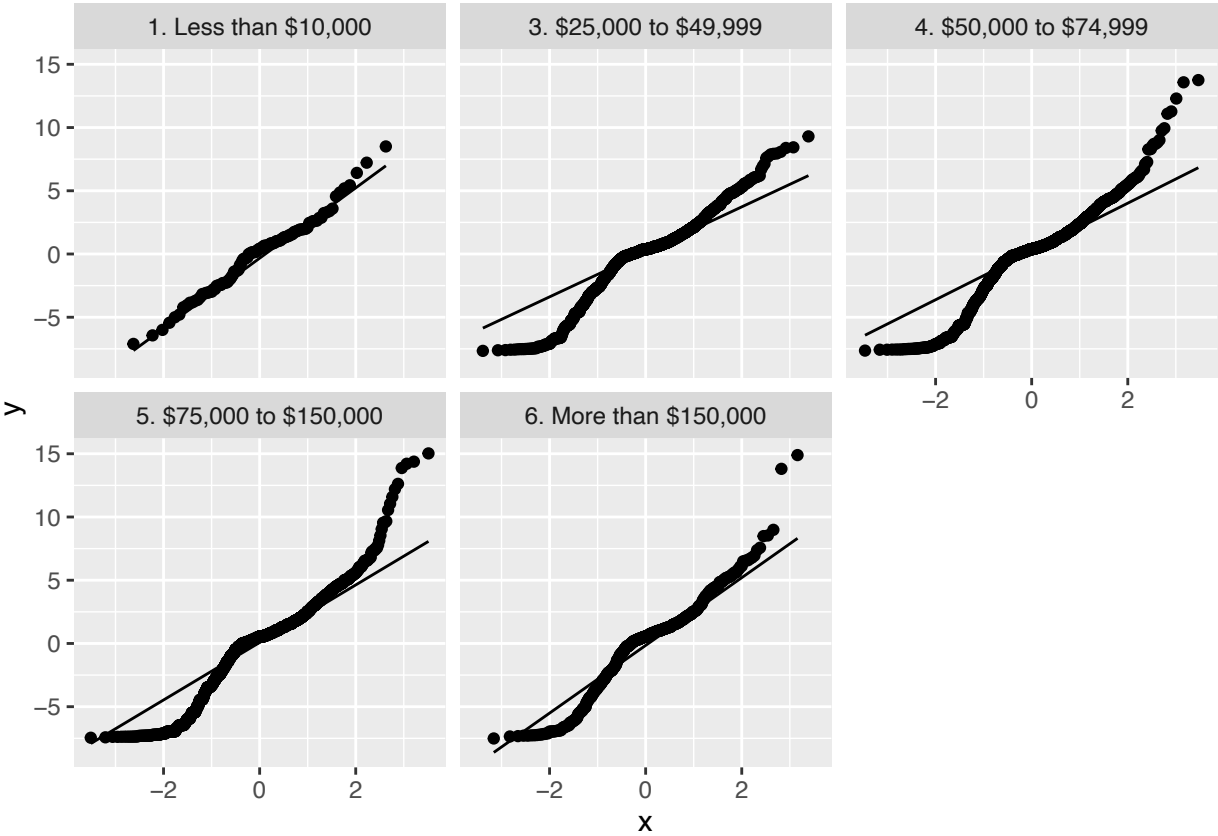 1. Less than $10,000
3. $25,000 to $49,999
4. $50,000 to $74,999
15
10
5
0
−5
−2 0 2
y
5. $75,000 to $150,000
6. More than $150,000
15
10
5
0
−5
−2 0 2
−2 0 2
x